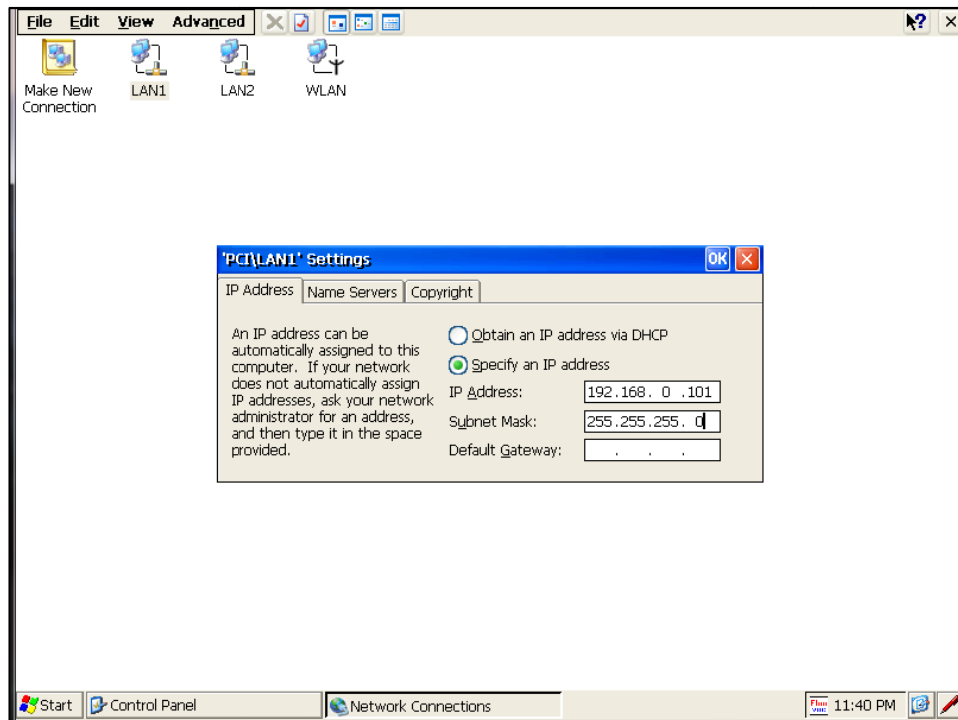 File Edit View Advanced
?
Make New Connection
LAN1
LAN2
WLAN
'PCI\LAN1' Settings
OK
IP Address
Name Servers
Copyright
An IP address can be
automatically assigned to this
computer. If your network
does not automatically assign
IP addresses, ask your network
administrator for an address,
and then type it in the space
provided.
Obtain an IP address via DHCP
Specify an IP address
IP Address: 192.168. 0 .101
Subnet Mask: 255.255.255. 0
Default Gateway: . . .
Start
Control Panel
Network Connections
11:40 PM